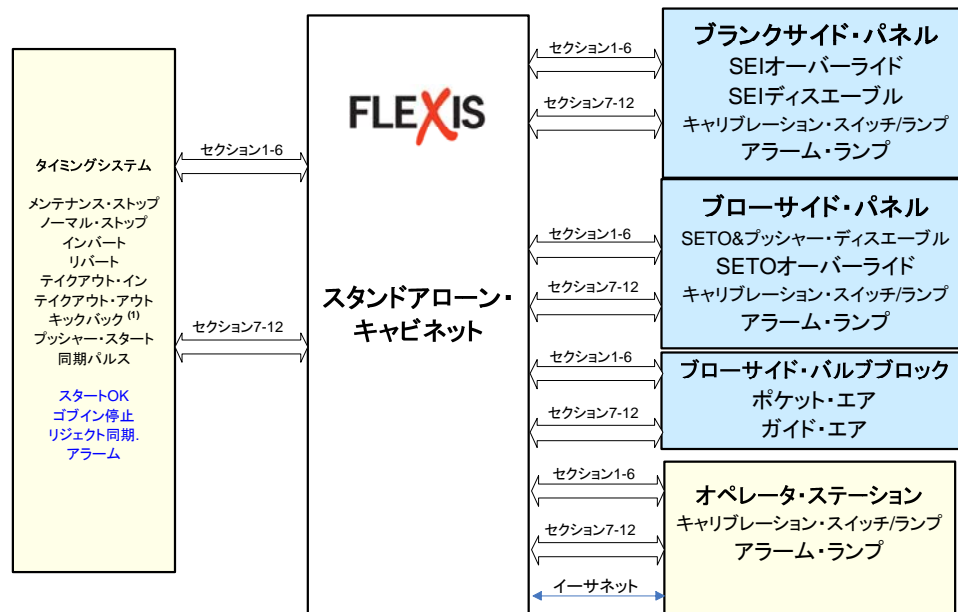 タイミングシステム
メンテナンス・ストップ
ノーマル・ストップ
インバート
リバート
テイクアウト・イン
テイクアウト・アウト
キックバック (1)
プッシャー・スタート
同期パルス
スタートOK
ゴブイン停止
リジェクト同期.
アラーム
セクション1-6
セクション7-12
FLEXIS
スタンドアローン・
キャビネット
セクション1-6
セクション7-12
ブランクサイド・パネル
SEIオーバーライド
SEIディスエーブル
キャリブレーション・スイッチ/ランプ
アラーム・ランプ
セクション1-6
セクション7-12
ブローサイド・パネル
SETO&プッシャー・ディスエーブル
SETOオーバーライド
キャリブレーション・スイッチ/ランプ
アラーム・ランプ
セクション1-6
セクション7-12
ブローサイド・バルブブロック
ポケット・エア
ガイド・エア
セクション1-6
セクション7-12
イーサネット
オペレータ・ステーション
キャリブレーション・スイッチ/ランプ
アラーム・ランプ